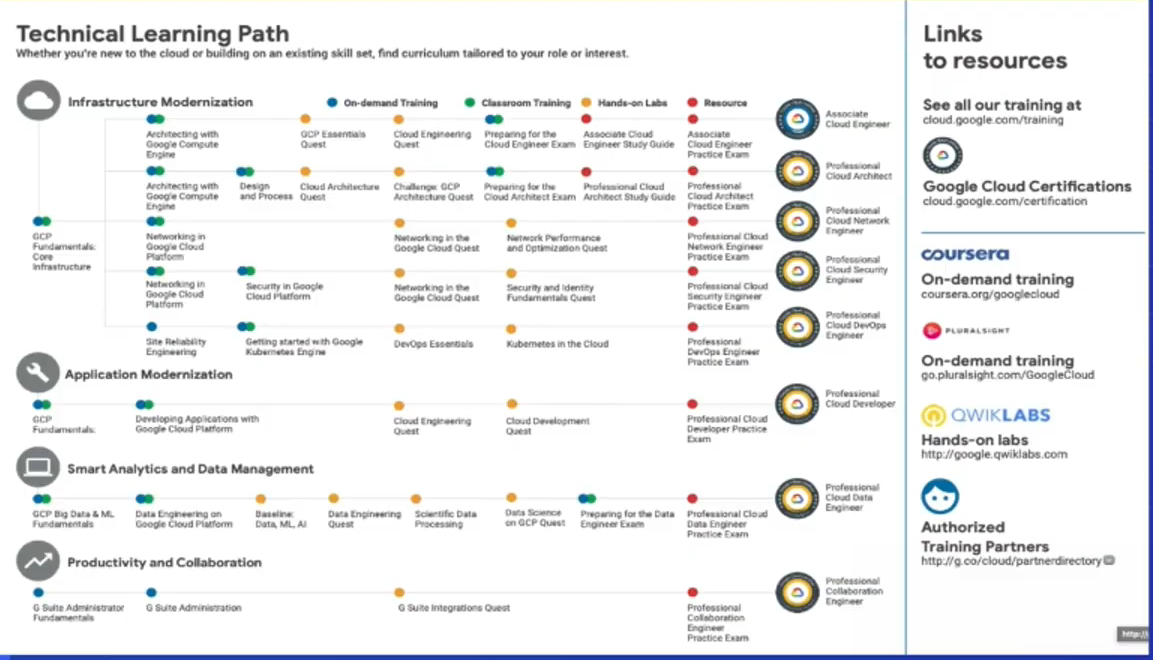 Technical Learning Path
Whether you're new to the cloud or building on an existing skill set, find curriculum tailored to your role or interest.
Infrastructure Modernization
On-demand Training
Classroom Training
Hands-on Labs
Resource
Architecting with
Google Compute
Engine
GCP Essentials
Quest
Cloud Engineering
Quest
Preparing for the
Cloud Engineer Exam
Associate Cloud
Engineer Study Guide
Associate
Cloud Engineer
Practice Exam
Associate
Cloud Engineer
Architecting with
Google Compute
Engine
Design
and Process
Cloud Architecture
Quest
Challenge: GCP
Architecture Quest
Preparing for the
Cloud Architect Exam
Professional Cloud
Architect Study Guide
Professional
Cloud Architect
Practice Exam
Professional
Cloud Architect
GCP
Fundamentals:
Core
Infrastructure
Networking in
Google Cloud
Platform
Networking in the
Google Cloud Quest
Network Performance
and Optimization Quest
Professional Cloud
Network Engineer
Practice Exam
Professional
Cloud Network
Engineer
Networking in
Google Cloud
Platform
Security in Google
Cloud Platform
Networking in the
Google Cloud Quest
Security and Identity
Fundamentals Quest
Professional Cloud
Security Engineer
Practice Exam
Professional
Cloud Security
Engineer
Site Reliability
Engineering
Getting started with Google
Kubernetes Engine
DevOps Essentials
Kubernetes in the Cloud
Professional
DevOps Engineer
Practice Exam
Professional
Cloud DevOps
Engineer
Application Modernization
GCP
Fundamentals:
Developing Applications with
Google Cloud Platform
Cloud Engineering
Quest
Cloud Development
Quest
Professional Cloud
Developer Practice
Exam
Professional
Cloud Developer
Smart Analytics and Data Management
GCP Big Data & ML
Fundamentals
Data Engineering on
Google Cloud Platform
Baseline:
Data, ML, AI
Data Engineering
Quest
Scientific Data
Processing
Data Science
on GCP Quest
Preparing for the Data
Engineer Exam
Professional Cloud
Data Engineer
Practice Exam
Professional
Cloud Data
Engineer
Productivity and Collaboration
G Suite Administrator
Fundamentals
G Suite Administration
G Suite Integrations Quest
Professional
Collaboration
Engineer
Practice Exam
Professional
Collaboration
Engineer
Links
to resources
See all our training at
cloud.google.com/training
Google Cloud Certifications
cloud.google.com/certification
coursera
On-demand training
coursera.org/googlecloud
PLURALSIGHT
On-demand training
go.pluralsight.com/GoogleCloud
QWIKLABS
Hands-on labs
http://google.qwiklabs.com
Authorized
Training Partners
http://g.co/cloud/partnerdirectory
http://